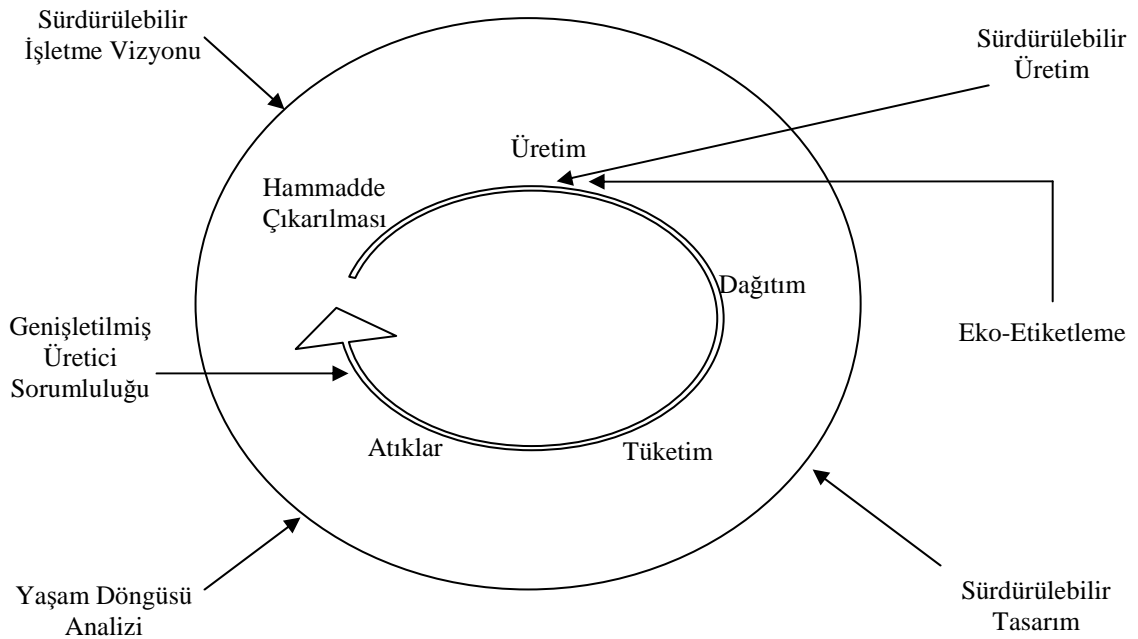 Sürdürülebilir
İşletme Vizyonu
Sürdürülebilir
Üretim
Üretim
Hammadde
Çıkarılması
Dağıtım
Genişletilmiş
Üretici
Sorumluluğu
Eko-Etiketleme
Atıklar
Tüketim
Yaşam Döngüsü
Analizi
Sürdürülebilir
Tasarım